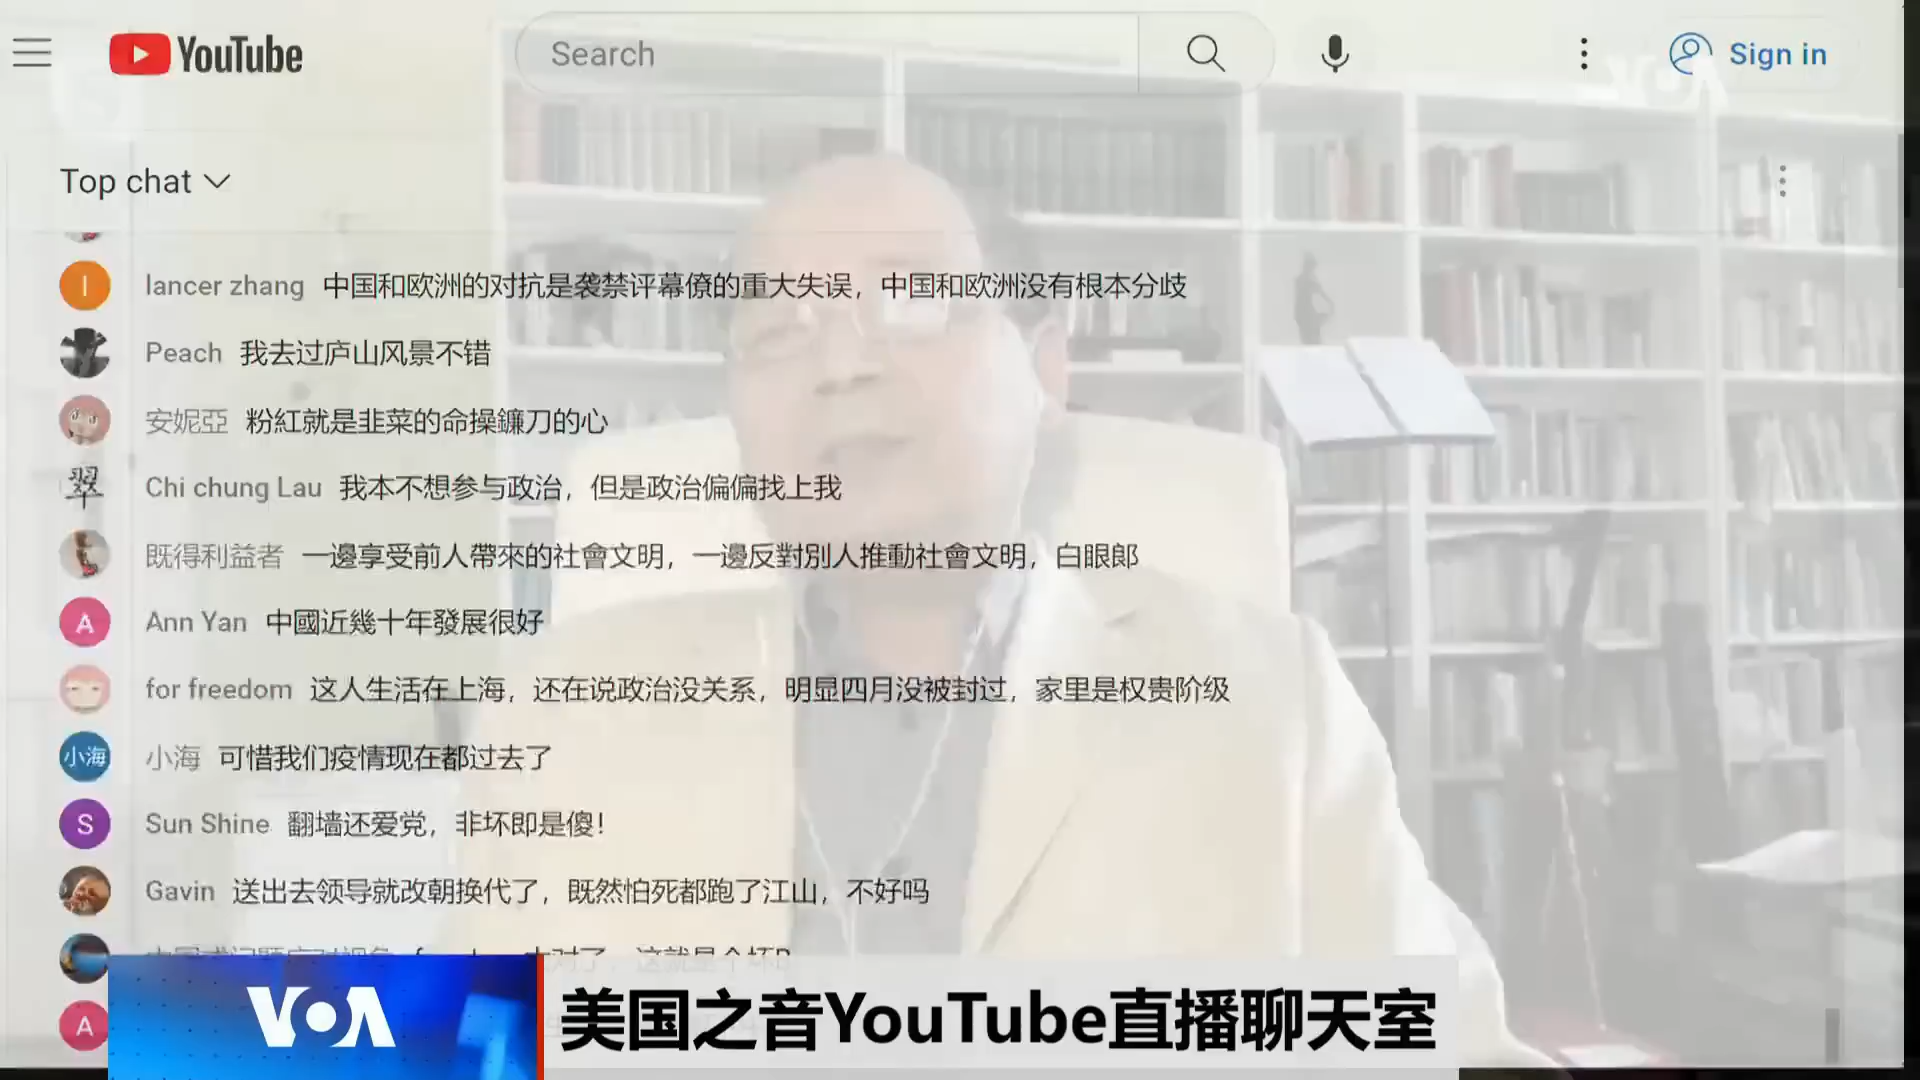 YouTube
Search
Sign in
VOA
Top chat
I lancer zhang 中国和欧洲的对抗是袭禁评幕僚的重大失误，中国和欧洲没有根本分歧
Peach 我去过庐山风景不错
安妮亞 粉紅就是韭菜的命操鐮刀的心
翠 Chi chung Lau 我本不想参与政治，但是政治偏偏找上我
既得利益者 一邊享受前人帶來的社會文明，一邊反對別人推動社會文明，白眼郎
A Ann Yan 中國近幾十年發展很好
for freedom 这人生活在上海，还在说政治没关系，明显四月没被封过，家里是权贵阶级
小海 小海 可惜我们疫情现在都过去了
S Sun Shine 翻墙还爱党，非坏即是傻！
Gavin 送出去领导就改朝换代了，既然怕死都跑了江山，不好吗
A
VOA 美国之音YouTube直播聊天室